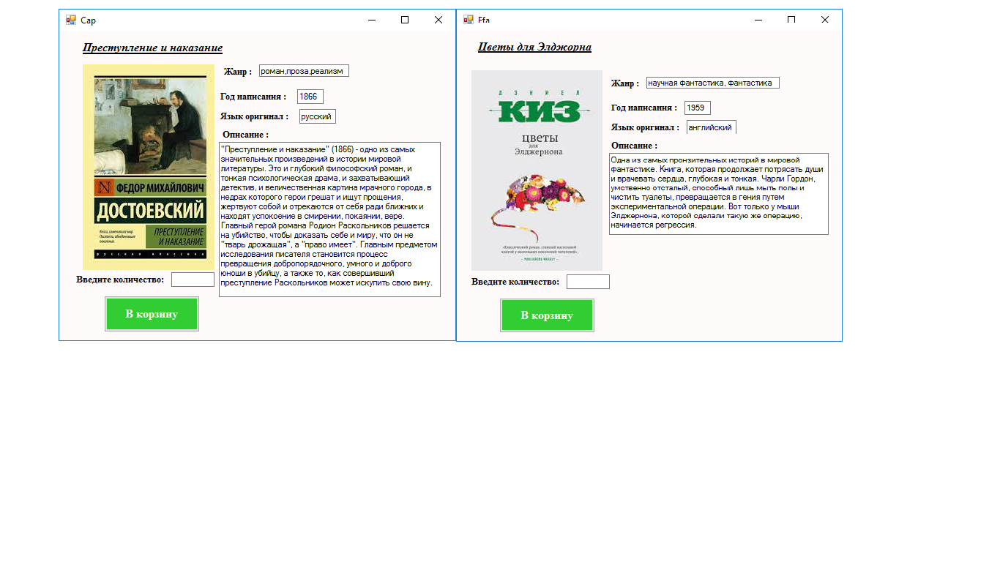 Cap
Преступление и наказание
Жанр :
роман,проза,реализм
Год написания :
1866
Язык оригинал :
русский
Описание :
"Преступление и наказание" (1866) - одно из самых
значительных произведений в истории мировой
литературы. Это и глубокий философский роман, и
тонкая психологическая драма, и захватывающий
детектив, и величественная картина мрачного города, в
недрах которого герои грешат и ищут прощения,
жертвуют собой и отрекаются от себя ради ближних и
находят успокоение в смирении, покаянии, вере.
Главный герой романа Родион Раскольников решается
на убийство, чтобы доказать себе и миру, что он не
"тварь дрожащая", а "право имеет". Главным предметом
исследования писателя становится процесс
превращения добропорядочного, умного и доброго
юноши в убийцу, а также то, как совершивший
преступление Раскольников может искупить свою вину.
N
ФЕДОР МИХАЙЛОВИЧ
ДОСТОЕВСКИЙ
Книги, изменившие мир.
Писатели, объединившие
поколения.
ПРЕСТУПЛЕНИЕ
И НАКАЗАНИЕ
русская классика
Введите количество:
В корзину
Efa
Цветы для Элджорна
Жанр :
научная фантастика, фантастика
Год написания :
1959
Язык оригинал :
английский
Описание :
Одна из самых пронзительных историй в мировой
фантастике. Книга, которая продолжает потрясать души
и врачевать сердца, глубокая и тонкая. Чарли Гордон,
умственно отсталый, способный лишь мыть полы и
чистить туалеты, превращается в гения путем
экспериментальной операции. Вот только у мыши
Элджернона, которой сделали такую же операцию,
начинается регрессия.
ДЭНИЕЛ
КИЗ
цветы
для
Элджернона
«Классический роман, ставший настольной
книгой у нескольких поколений читателей».
– PUBLISHERS WEEKLY –
Введите количество:
В корзину